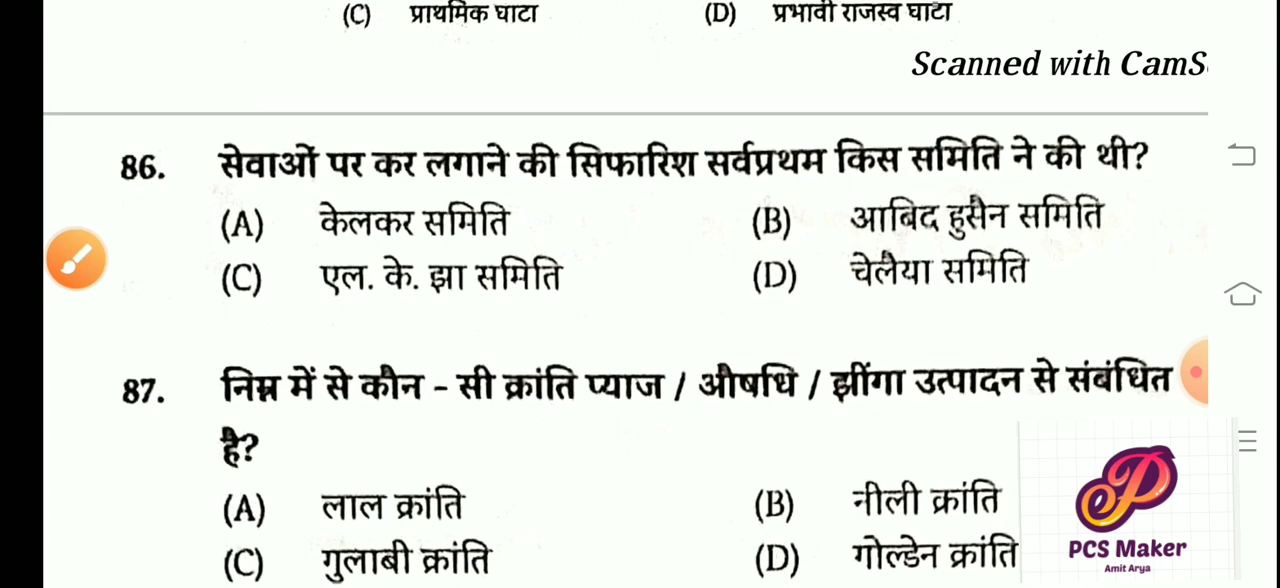 (C) प्राथमिक घाटा (D) प्रभावी राजस्व घाटा
Scanned with CamS
86. सेवाओं पर कर लगाने की सिफारिश सर्वप्रथम किस समिति ने की थी?
(A) केलकर समिति (B) आबिद हुसैन समिति
(C) एल. के. झा समिति (D) चेलैया समिति
87. निम्न में से कौन - सी क्रांति प्याज / औषधि / झींगा उत्पादन से संबंधित
है?
(A) लाल क्रांति (B) नीली क्रांति
(C) गुलाबी क्रांति (D) गोल्डेन क्रांति
PCS Maker
Amit Arya